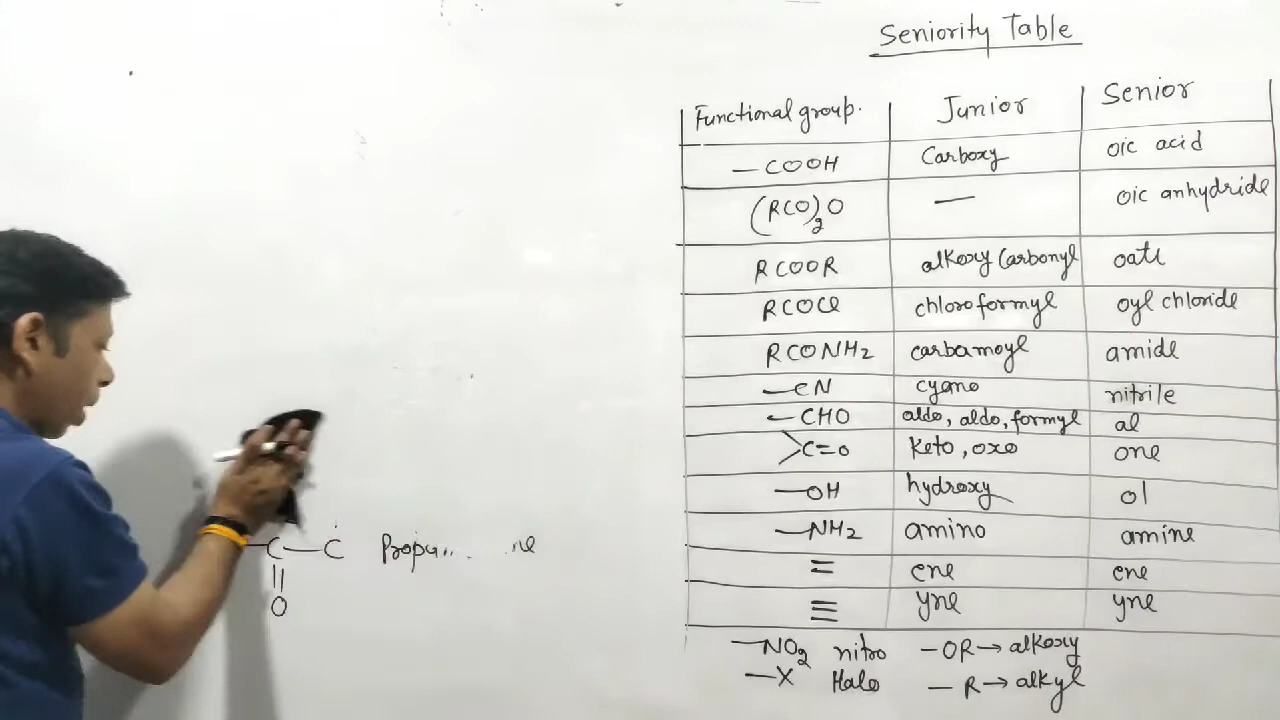 Seniority Table
Functional group. Junior Senior
—COOH Carboxy oic acid
(RCO)₂O — oic anhydride
RCOOR alkoxy Carbonyl oate
RCOCl chloroformyl oyl chloride
RCONH₂ carbamoyl amide
—CN cyano nitrile
—CHO aldo, aldo, formyl al
>C=O Keto, oxo one
—OH hydroxy ol
—NH₂ amino amine
= ene ene
≡ yne yne
—NO₂ nitro —OR→alkoxy
—X Halo —R→alkyl
—C—C
||
O